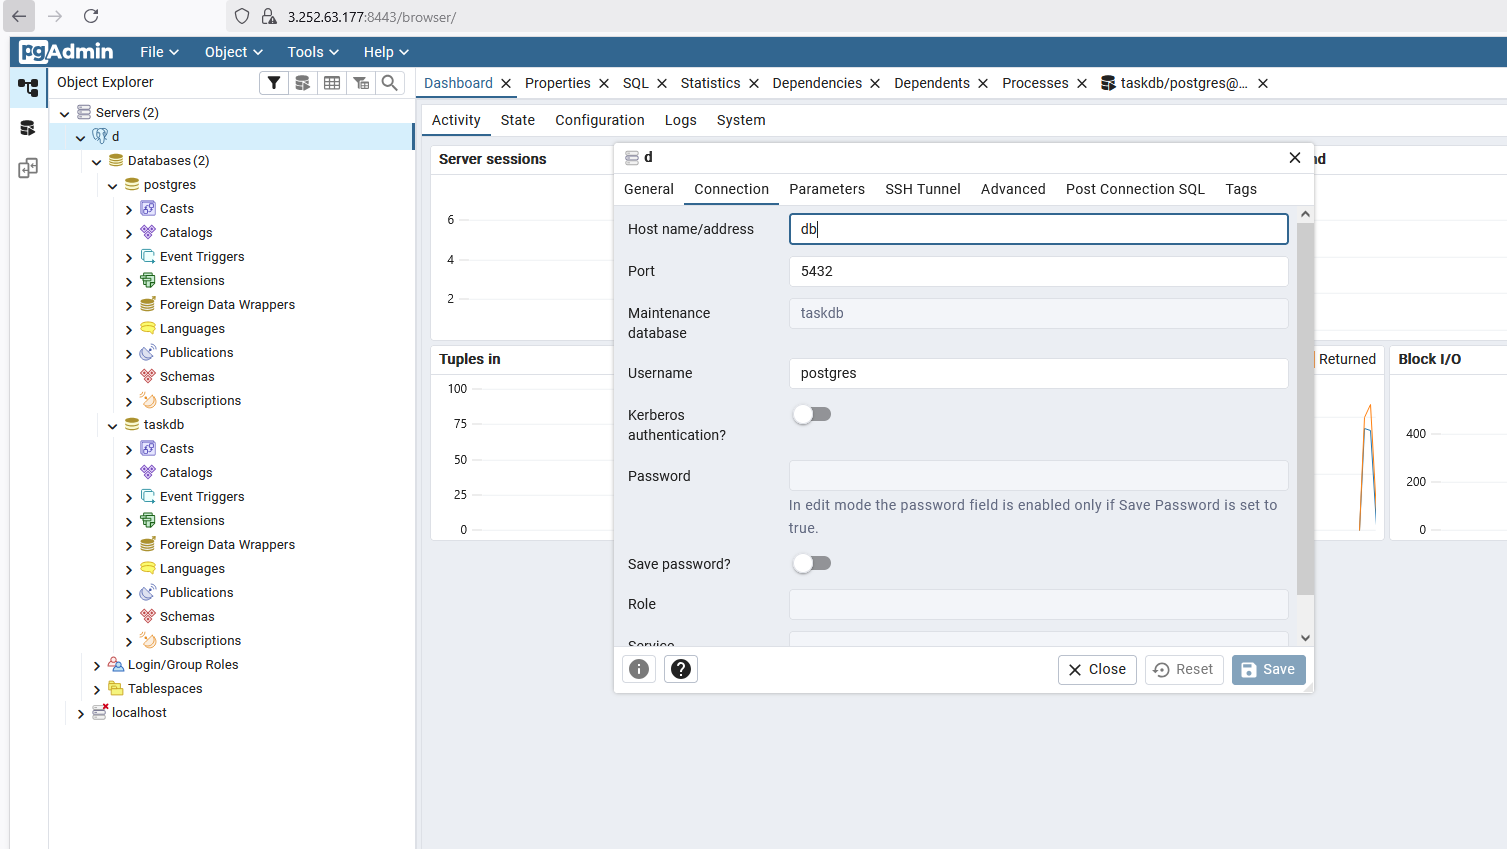 3.252.63.177:8443/browser/
pgAdmin File Object Tools Help
Object Explorer
Dashboard Properties SQL Statistics Dependencies Dependents Processes taskdb/postgres@...
Servers (2)
d
Databases (2)
postgres
Casts
Catalogs
Event Triggers
Extensions
Foreign Data Wrappers
Languages
Publications
Schemas
Subscriptions
taskdb
Casts
Catalogs
Event Triggers
Extensions
Foreign Data Wrappers
Languages
Publications
Schemas
Subscriptions
Login/Group Roles
Tablespaces
localhost
Activity State Configuration Logs System
Server sessions
6
4
2
Tuples in
100
75
50
25
0
d
General Connection Parameters SSH Tunnel Advanced Post Connection SQL Tags
Host name/address db
Port 5432
Maintenance
database
taskdb
Username postgres
Kerberos
authentication?
Password
In edit mode the password field is enabled only if Save Password is set to
true.
Save password?
Role
Service
Close Reset Save
nd
Returned
Block I/O
400
200
0